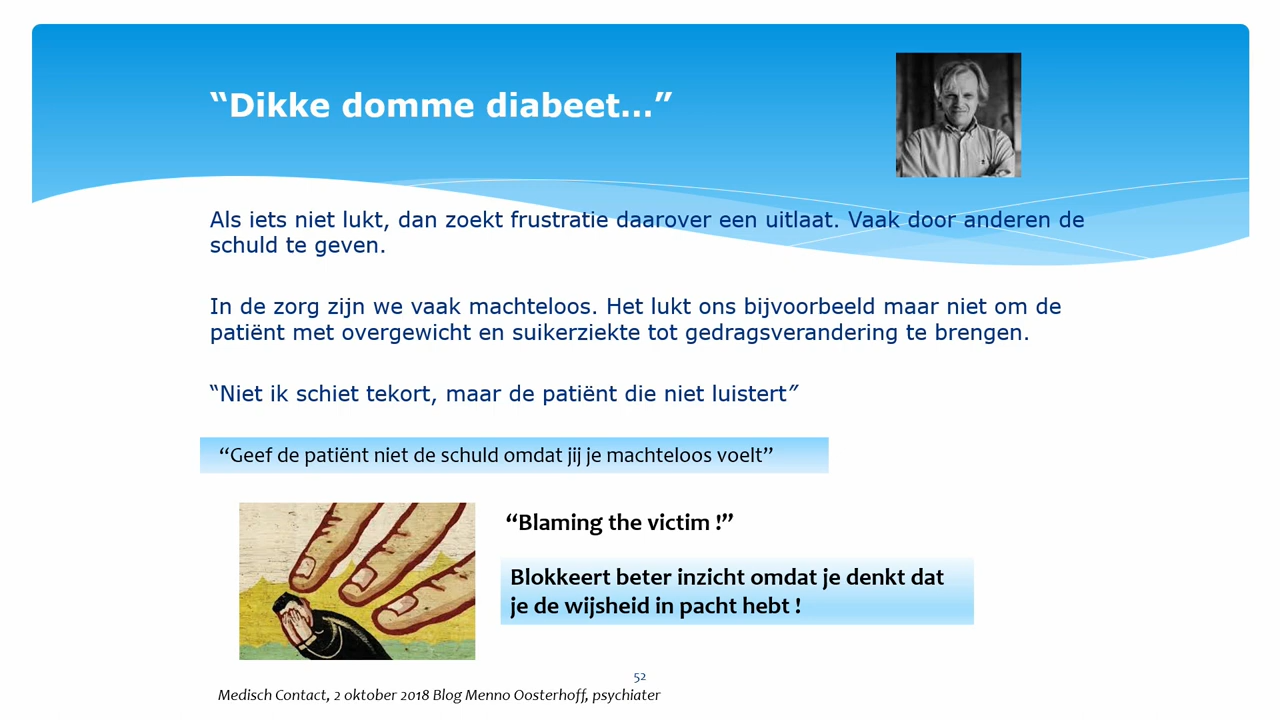 “Dikke domme diabeet...”
Als iets niet lukt, dan zoekt frustratie daarover een uitlaat. Vaak door anderen de
schuld te geven.
In de zorg zijn we vaak machteloos. Het lukt ons bijvoorbeeld maar niet om de
patiënt met overgewicht en suikerziekte tot gedragsverandering te brengen.
“Niet ik schiet tekort, maar de patiënt die niet luistert”
“Geef de patiënt niet de schuld omdat jij je machteloos voelt”
“Blaming the victim !”
Blokkeert beter inzicht omdat je denkt dat
je de wijsheid in pacht hebt !
52
Medisch Contact, 2 oktober 2018 Blog Menno Oosterhoff, psychiater